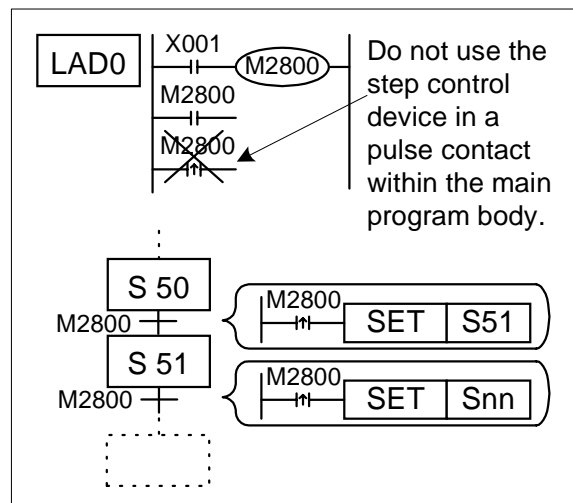 LAD0
X001
M2800
M2800
M2800
Do not use the
step control
device in a
pulse contact
within the main
program body.
S 50
M2800
M2800
SET S51
S 51
M2800
M2800
SET Snn